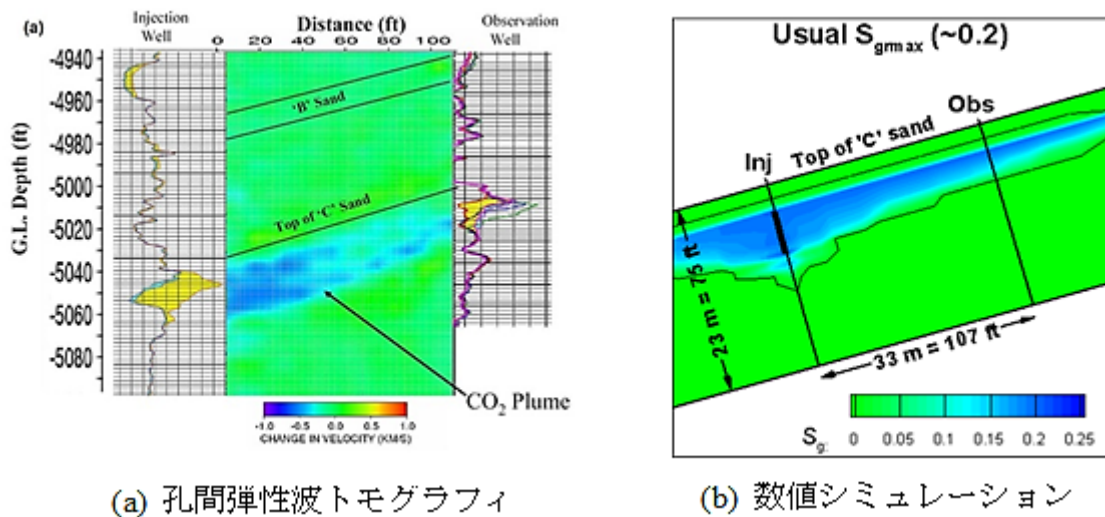 (a)
Injection
Well
Distance (ft)
Observation
Well
0 20 40 60 80 100
G.L. Depth (ft)
-4940
-4960
-4980
-5000
-5020
-5040
-5060
-5080
'B' Sand
Top of 'C' Sand
CO2 Plume
-1.0 -0.5 0.0 0.5 1.0
CHANGE IN VELOCITY (KM/S)
(a) 孔間弾性波トモグラフィ
Usual Sgrmax (~0.2)
Obs
Inj
Top of 'C' sand
23 m = 75 ft
33 m = 107 ft
Sg: 0 0.05 0.1 0.15 0.2 0.25
(b) 数値シミュレーション